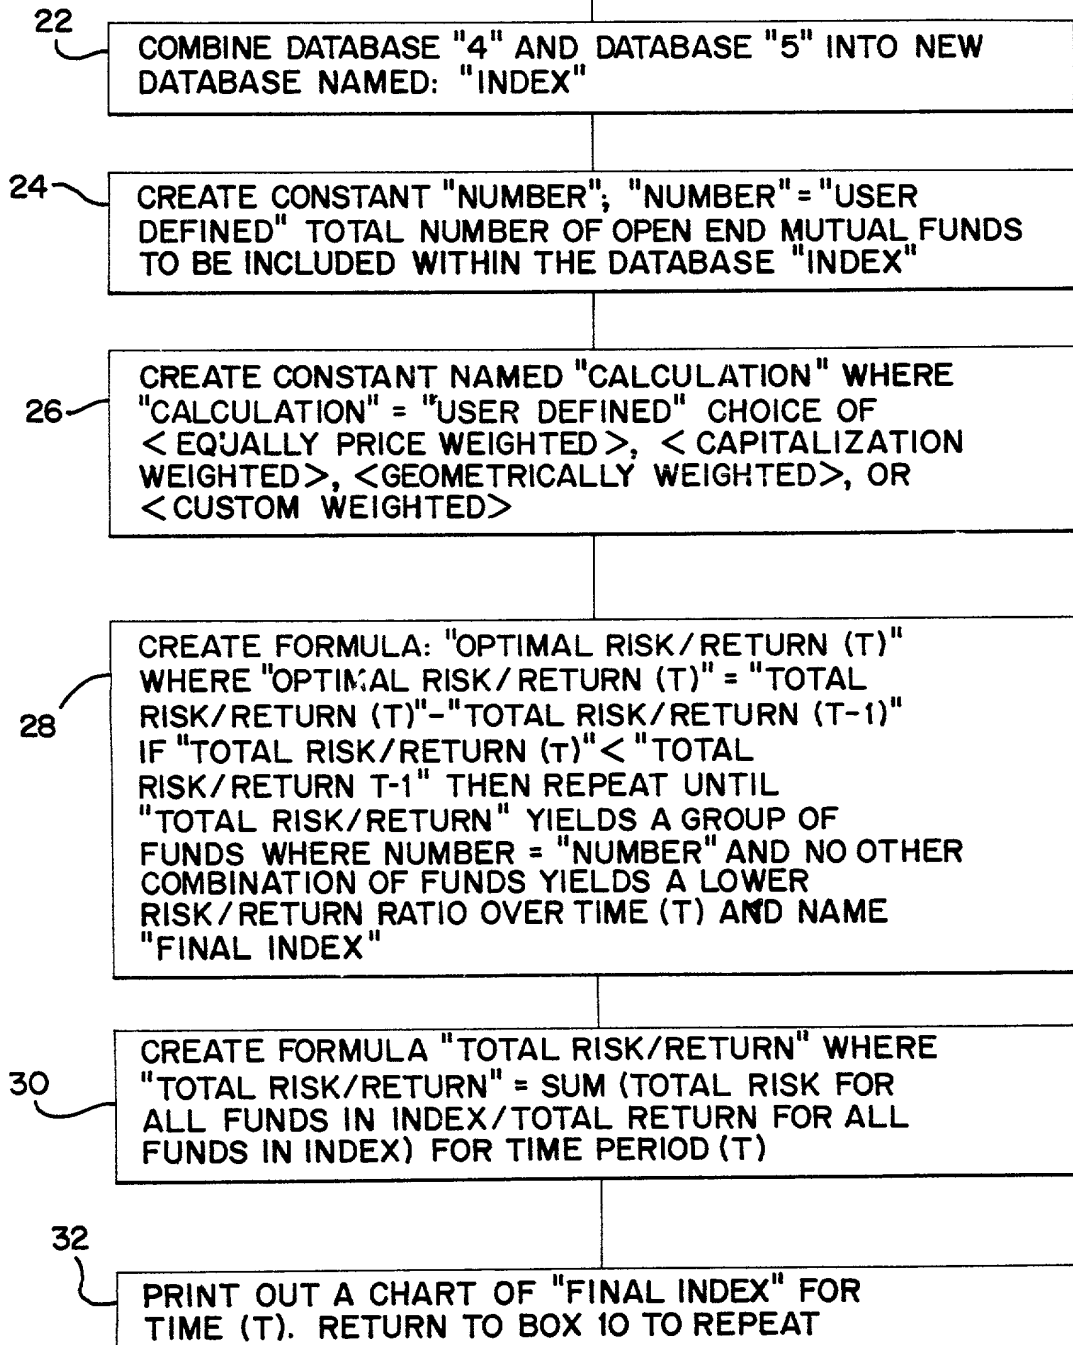 22
COMBINE DATABASE "4" AND DATABASE "5" INTO NEW
DATABASE NAMED: "INDEX"
24
CREATE CONSTANT "NUMBER"; "NUMBER"="USER
DEFINED" TOTAL NUMBER OF OPEN END MUTUAL FUNDS
TO BE INCLUDED WITHIN THE DATABASE "INDEX"
26
CREATE CONSTANT NAMED "CALCULATION" WHERE
"CALCULATION" = "USER DEFINED" CHOICE OF
<EQUALLY PRICE WEIGHTED>, <CAPITALIZATION
WEIGHTED>, <GEOMETRICALLY WEIGHTED>, OR
<CUSTOM WEIGHTED>
28
CREATE FORMULA: "OPTIMAL RISK/RETURN (T)"
WHERE "OPTIMAL RISK/RETURN (T)" = "TOTAL
RISK/RETURN (T)"-"TOTAL RISK/RETURN (T-1)"
IF "TOTAL RISK/RETURN (T)"< "TOTAL
RISK/RETURN T-1" THEN REPEAT UNTIL
"TOTAL RISK/RETURN" YIELDS A GROUP OF
FUNDS WHERE NUMBER = "NUMBER" AND NO OTHER
COMBINATION OF FUNDS YIELDS A LOWER
RISK/RETURN RATIO OVER TIME (T) AND NAME
"FINAL INDEX"
30
CREATE FORMULA "TOTAL RISK/RETURN" WHERE
"TOTAL RISK/RETURN" = SUM (TOTAL RISK FOR
ALL FUNDS IN INDEX/TOTAL RETURN FOR ALL
FUNDS IN INDEX) FOR TIME PERIOD (T)
32
PRINT OUT A CHART OF "FINAL INDEX" FOR
TIME (T). RETURN TO BOX 10 TO REPEAT